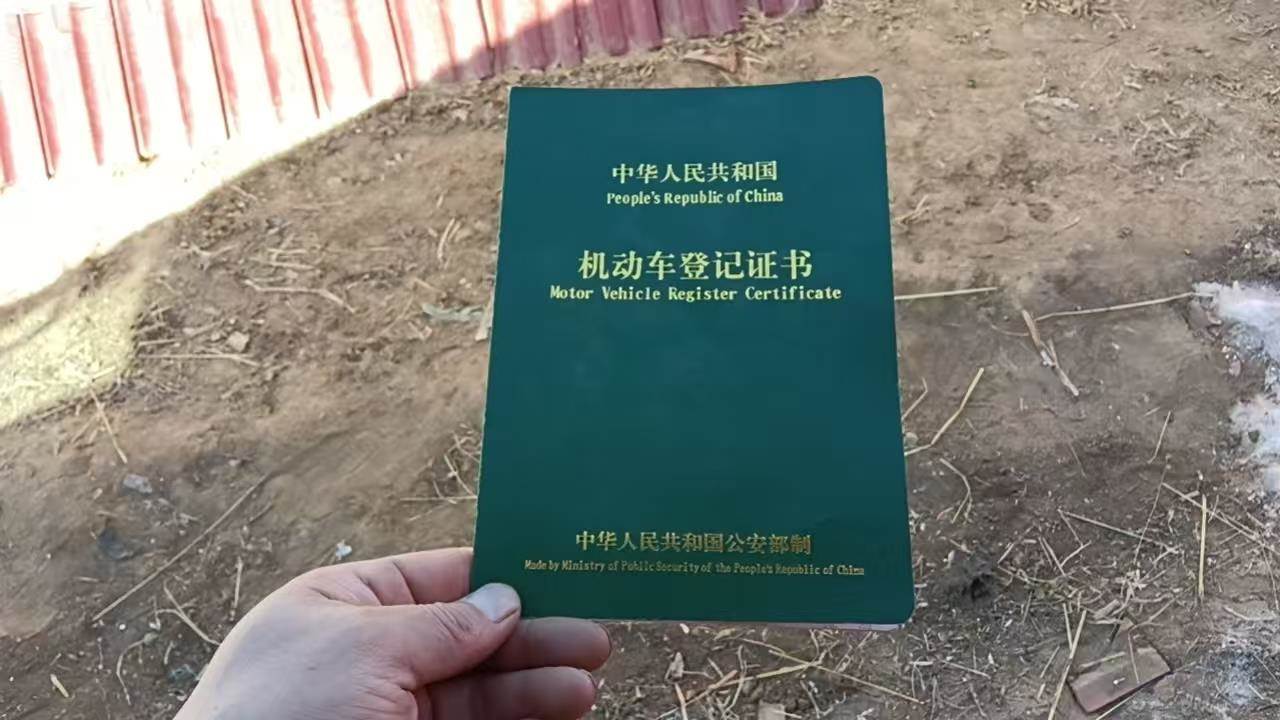 中华人民共和国
People's Republic of China
机动车登记证书
Motor Vehicle Register Certificate
中华人民共和国公安部制
Made by Ministry of Public Security of the People's Republic of China